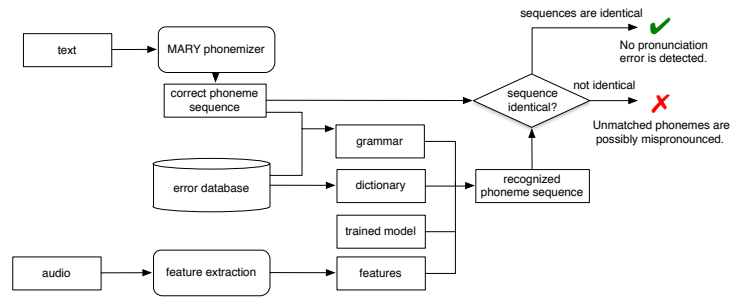 sequences are identical
text
MARY phonemizer
No pronunciation
error is detected.
correct phoneme
sequence
sequence
identical?
not identical
Unmatched phonemes are
possibly mispronounced.
grammar
error database
dictionary
recognized
phoneme sequence
trained model
audio
feature extraction
features